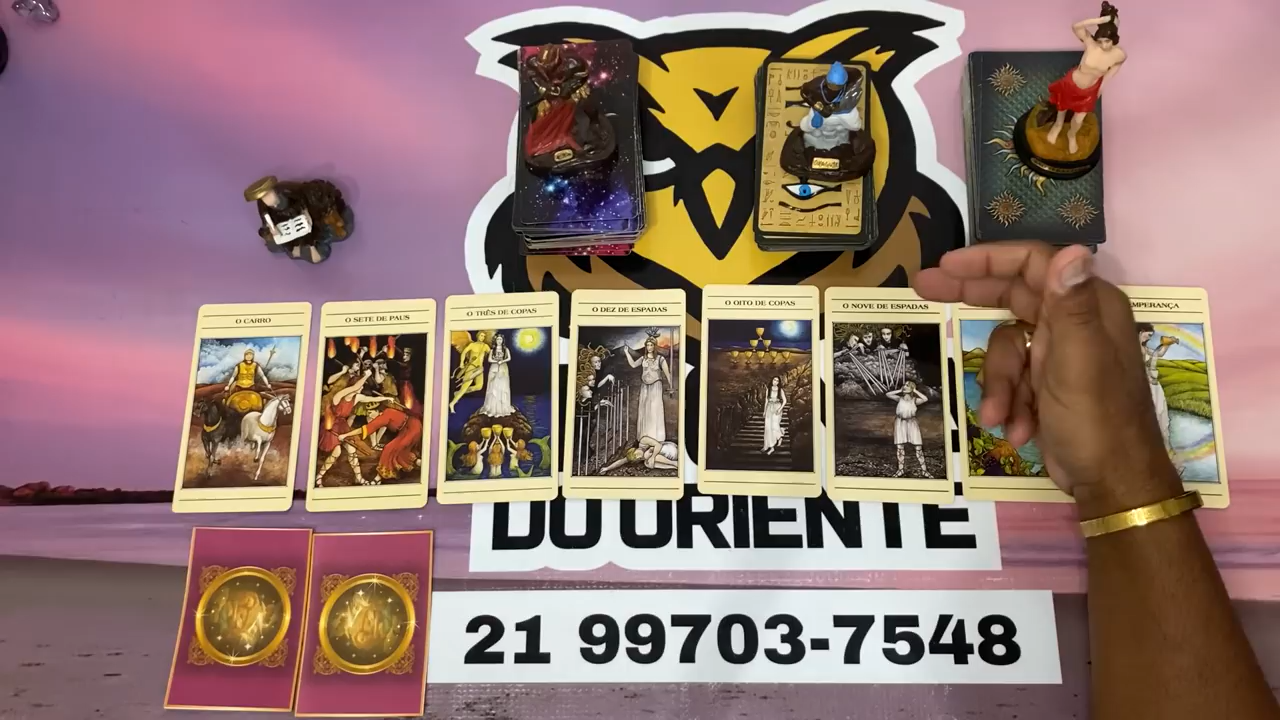 O CARRO
O SETE DE PAUS
O TRÊS DE COPAS
O DEZ DE ESPADAS
O OITO DE COPAS
O NOVE DE ESPADAS
DO ORIENTE
21 99703-7548